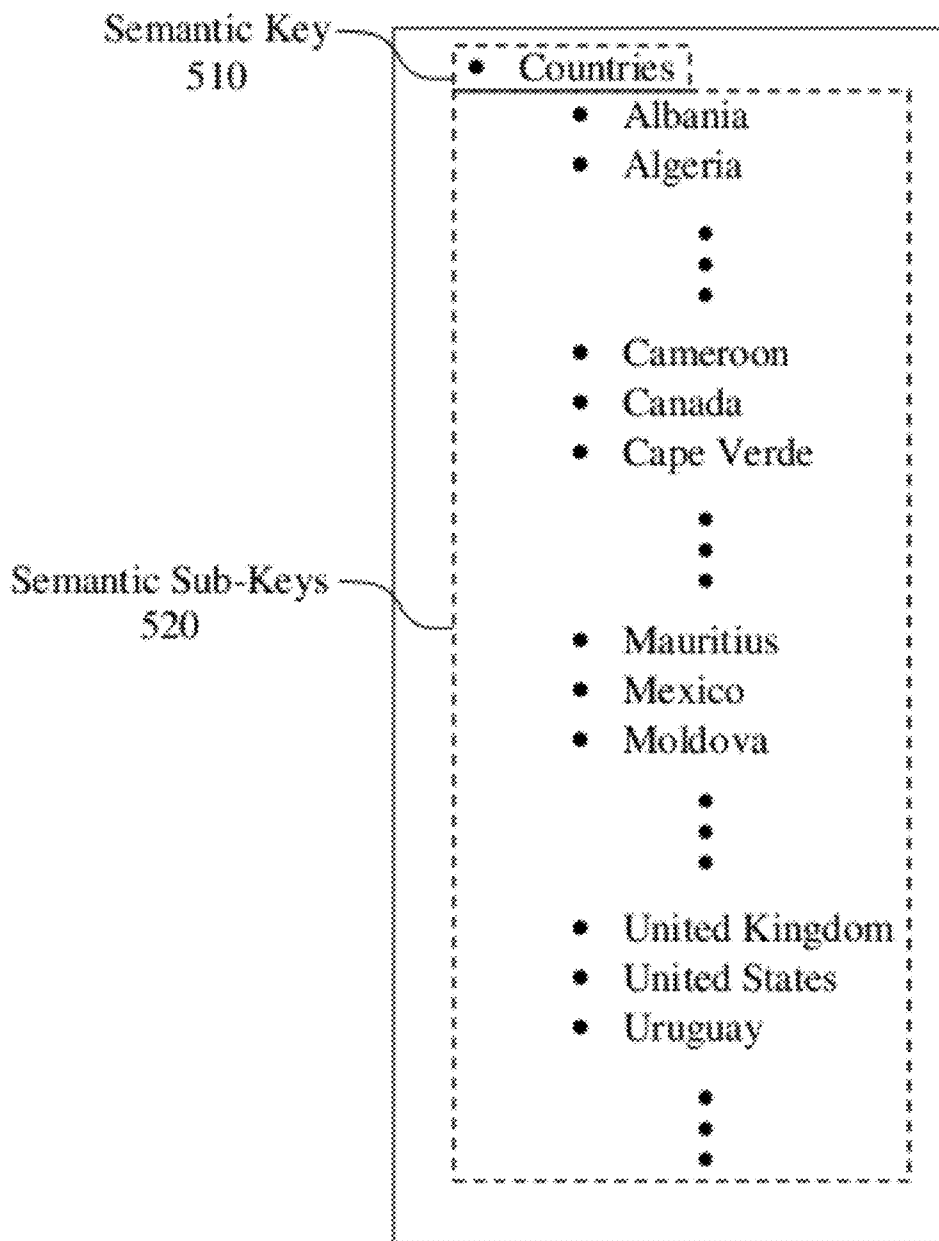 Semantic Key
510
• Countries
• Albania
• Algeria
• Cameroon
• Canada
• Cape Verde
Semantic Sub-Keys
520
• Mauritius
• Mexico
• Moldova
• United Kingdom
• United States
• Uruguay